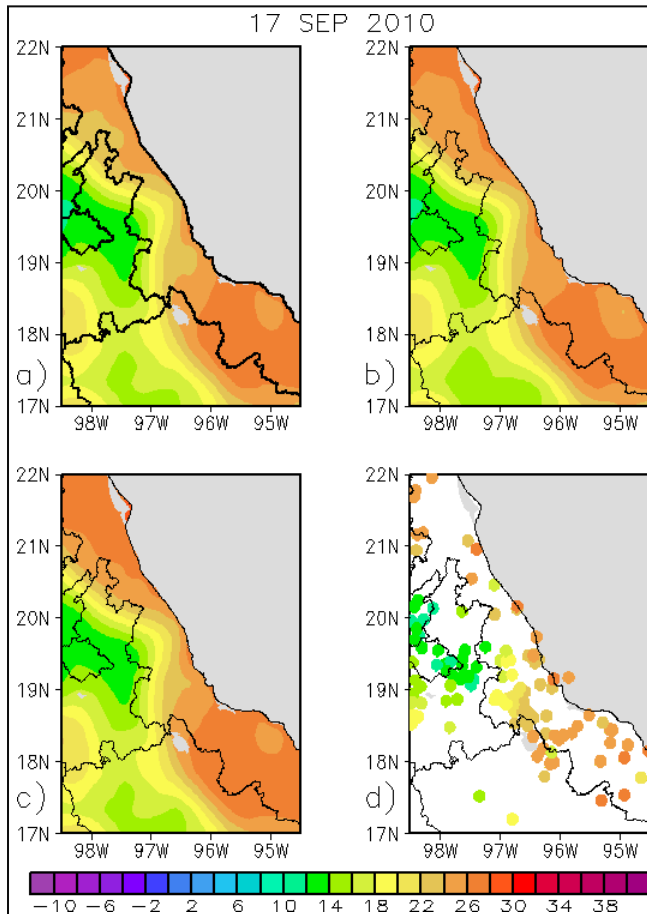 17 SEP 2010
22N 22N
21N 21N
20N 20N
19N 19N
18N 18N
a) b)
17N 17N
98W 97W 96W 95W 98W 97W 96W 95W
22N 22N
21N 21N
20N 20N
19N 19N
18N 18N
c) d)
17N 17N
98W 97W 96W 95W 98W 97W 96W 95W
−10 −6 −2 2 6 10 14 18 22 26 30 34 38